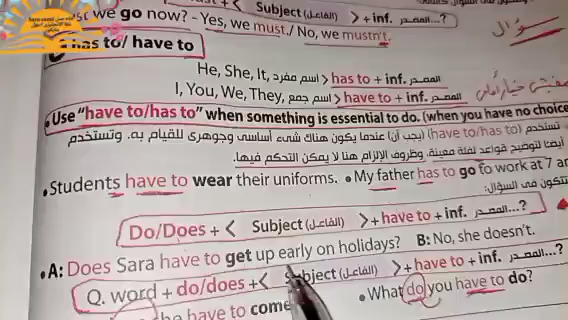 we go now? - Yes, we must./ No, we mustn't.
Subject (الفاعل) > + inf. المصدر...?
سؤال
has to/ have to
He, She, It, اسم مفرد > has to + inf. المصدر
I, You, We, They, اسم جمع > have to + inf. المصدر
Use "have to/has to" when something is essential to do. (when you have no choice
تستخدم (have to/has to) (يجب أن) عندما يكون هناك شيء أساسي وجوهري للقيام به. وتستخدم
أيضا لتوضيح قواعد لفئة معينة، وظروف الإلزام هنا لا يمكن التحكم فيها.
• Students have to wear their uniforms. • My father has to go to work at 7
تتكون في السؤال:
Do/Does + < Subject (الفاعل) > + have to + inf. المصدر...?
• A: Does Sara have to get up early on holidays? B: No, she doesn't.
Q. word + do/does + < Subject (الفاعل) > + have to + inf. المصدر...?
he have to come
• What do you have to do?